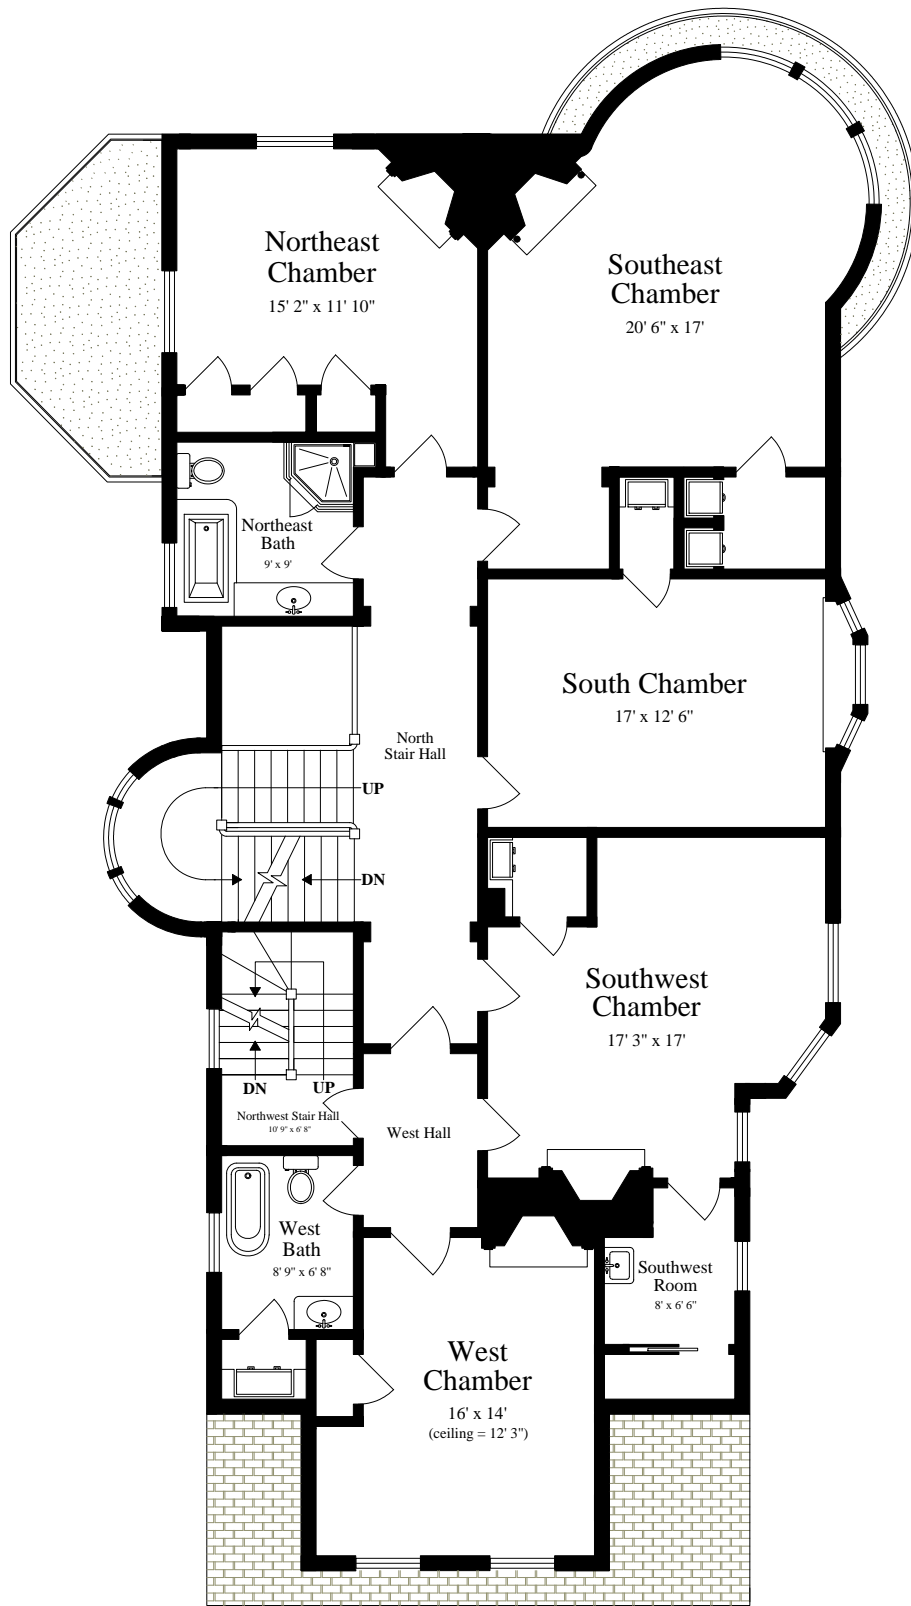 Northeast
Chamber
15' 2" x 11' 10"
Southeast
Chamber
20' 6" x 17'
Northeast
Bath
9' x 9'
South Chamber
17' x 12' 6"
North
Stair Hall
UP
DN
Southwest
Chamber
17' 3" x 17'
DN
UP
Northwest Stair Hall
10' 9" x 6' 8"
West Hall
West
Bath
8' 9" x 6' 8"
Southwest
Room
8' x 6' 6"
West
Chamber
16' x 14'
(ceiling = 12' 3")